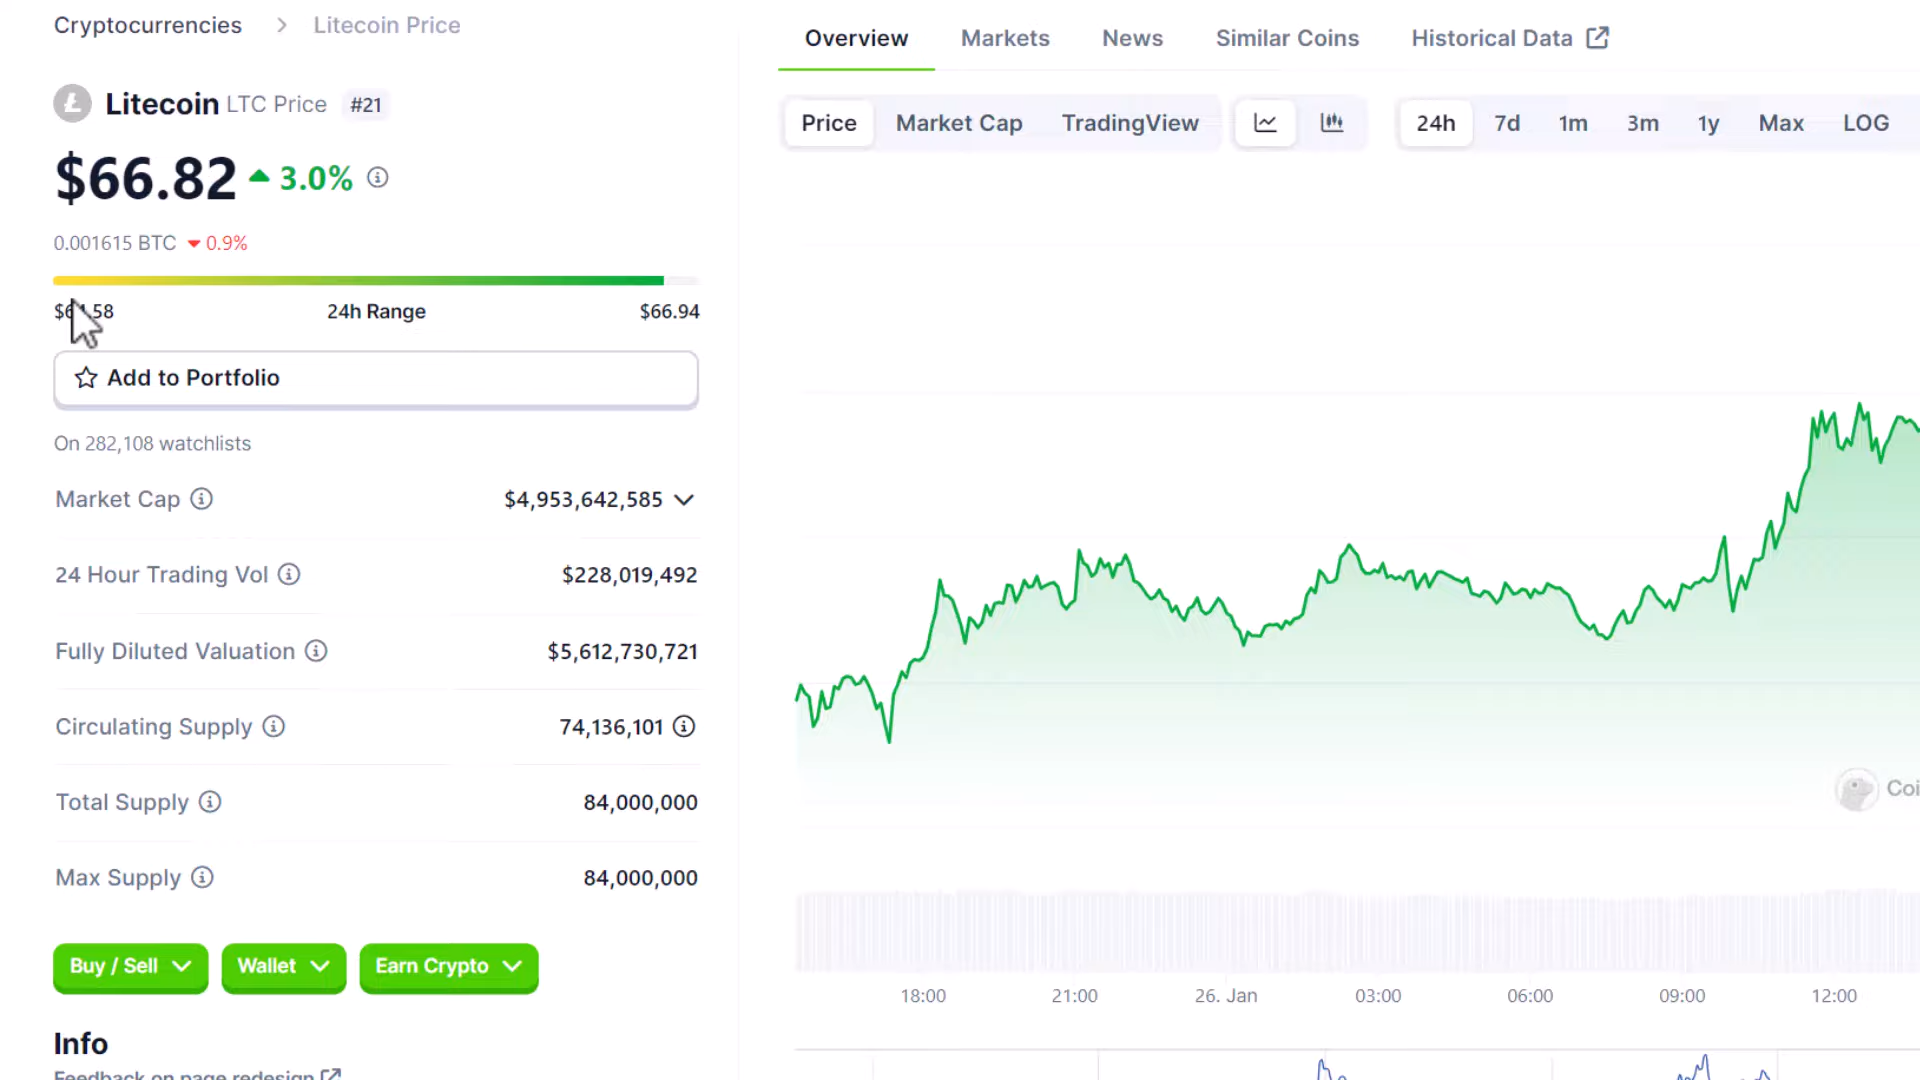 Cryptocurrencies > Litecoin Price
Litecoin LTC Price #21
$66.82 3.0%
0.001615 BTC 0.9%
24h Range $66.94
Add to Portfolio
On 282,108 watchlists
Market Cap $4,953,642,585
24 Hour Trading Vol $228,019,492
Fully Diluted Valuation $5,612,730,721
Circulating Supply 74,136,101
Total Supply 84,000,000
Max Supply 84,000,000
Buy / Sell Wallet Earn Crypto
Info
Feedback on page redesign
Overview Markets News Similar Coins Historical Data
Price Market Cap TradingView 24h 7d 1m 3m 1y Max LOG
Coi
18:00 21:00 26. Jan 03:00 06:00 09:00 12:00